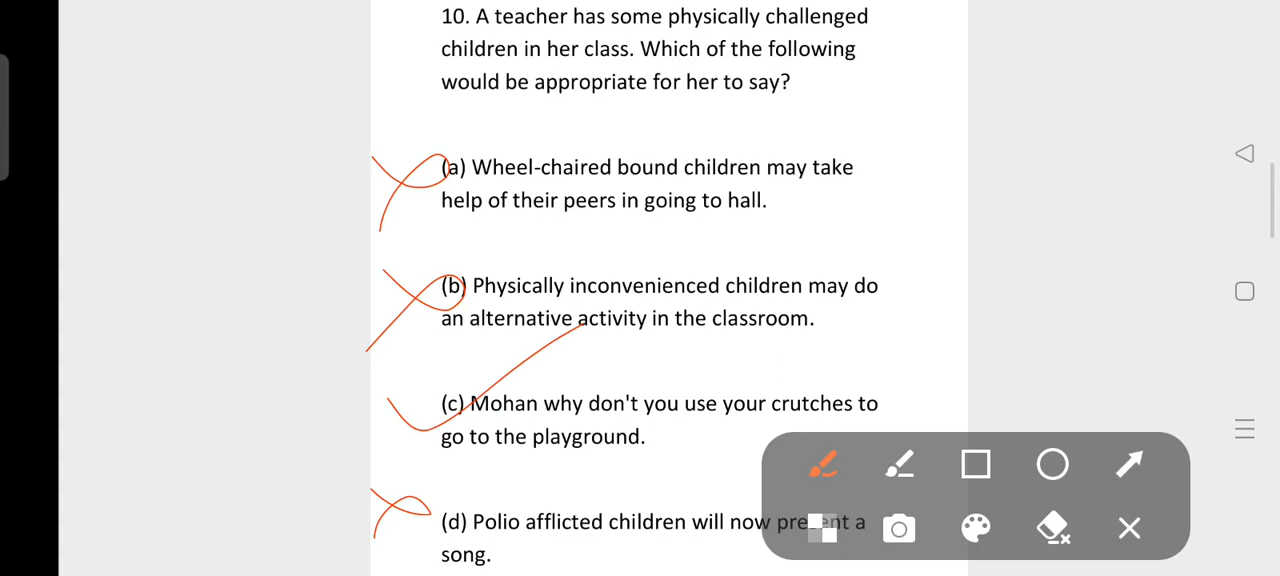 10. A teacher has some physically challenged
children in her class. Which of the following
would be appropriate for her to say?
(a) Wheel-chaired bound children may take
help of their peers in going to hall.
(b) Physically inconvenienced children may do
an alternative activity in the classroom.
(c) Mohan why don't you use your crutches to
go to the playground.
(d) Polio afflicted children will now present a
song.